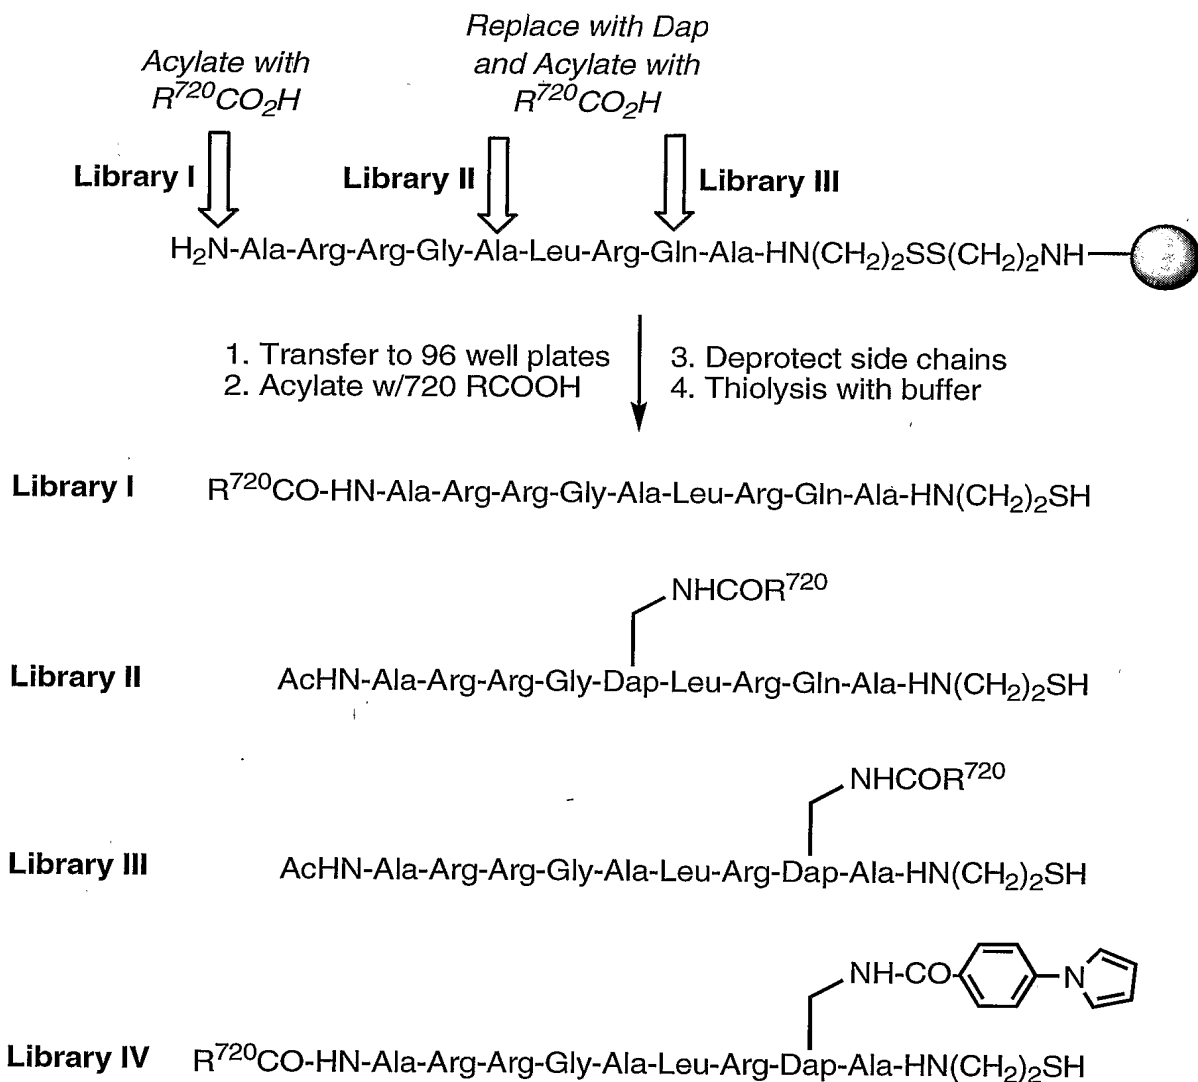 Replace with Dap
and Acylate with
R⁷²⁰CO₂H
Acylate with
R⁷²⁰CO₂H
Library I
Library II
Library III
H₂N-Ala-Arg-Arg-Gly-Ala-Leu-Arg-Gln-Ala-HN(CH₂)₂SS(CH₂)₂NH
1. Transfer to 96 well plates
2. Acylate w/720 RCOOH
3. Deprotect side chains
4. Thiolysis with buffer
Library I
R⁷²⁰CO-HN-Ala-Arg-Arg-Gly-Ala-Leu-Arg-Gln-Ala-HN(CH₂)₂SH
NHCOR⁷²⁰
Library II
AcHN-Ala-Arg-Arg-Gly-Dap-Leu-Arg-Gln-Ala-HN(CH₂)₂SH
NHCOR⁷²⁰
Library III
AcHN-Ala-Arg-Arg-Gly-Ala-Leu-Arg-Dap-Ala-HN(CH₂)₂SH
NH-CO-
N
Library IV
R⁷²⁰CO-HN-Ala-Arg-Arg-Gly-Ala-Leu-Arg-Dap-Ala-HN(CH₂)₂SH